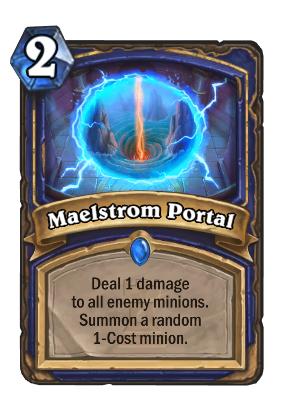 2
Maelstrom Portal
Deal 1 damage
to all enemy minions.
Summon a random
1-Cost minion.